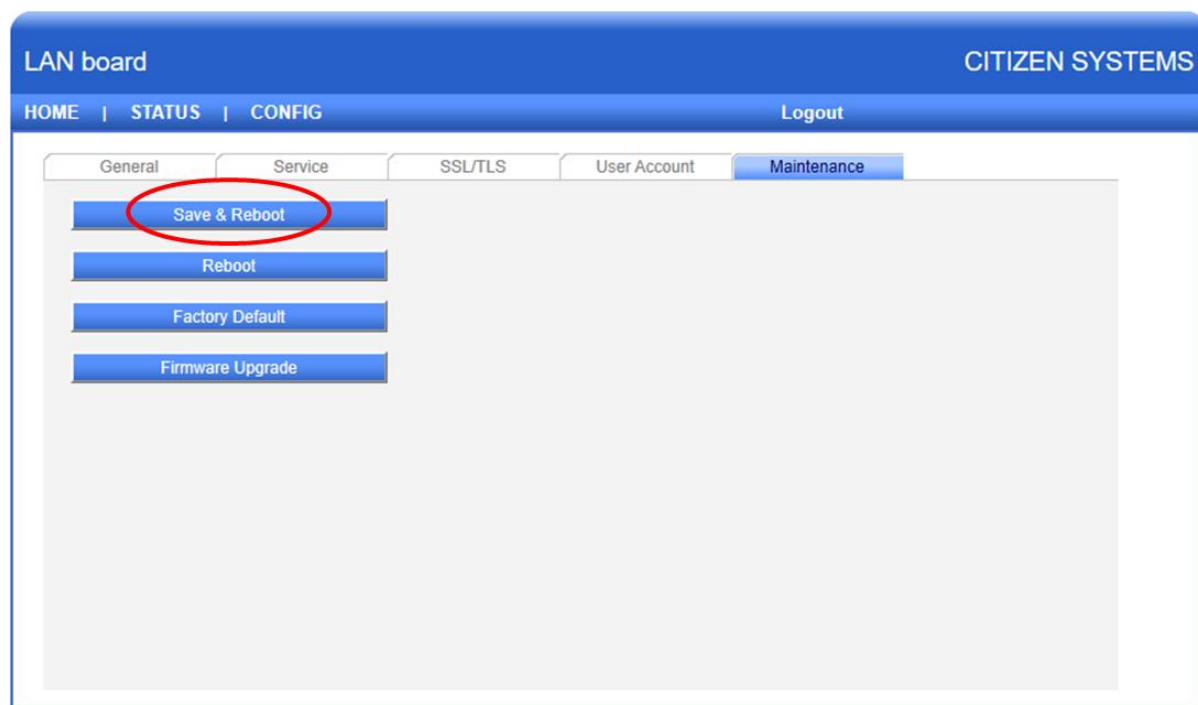 LAN board CITIZEN SYSTEMS
HOME | STATUS | CONFIG Logout
General Service SSL/TLS User Account Maintenance
Save & Reboot
Reboot
Factory Default
Firmware Upgrade